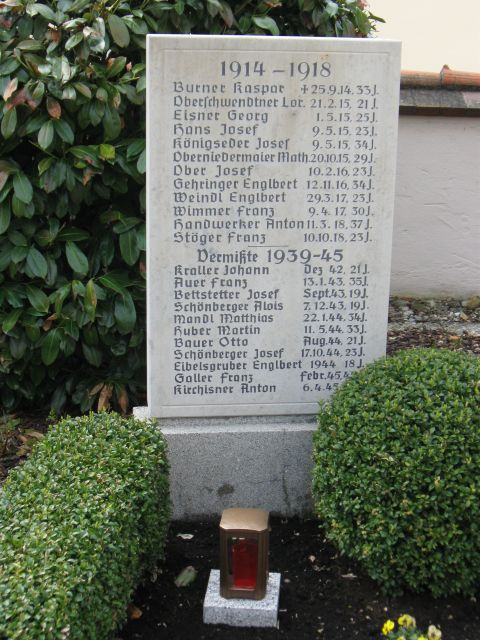 1914 – 1918
Burner Kaspar ✝25.9.14. 33J.
Oberschwendtner Lor. 21.2.15. 21J.
Eisner Georg 1.5.15. 25J.
Hans Josef 9.5.15. 23J.
Königseder Josef 9.5.15. 34J.
Oberniedermaier Math. 20.10.15. 29J.
Ober Josef 10.2.16. 23J.
Gehringer Englbert 12.11.16. 34J.
Weindl Englbert 29.3.17. 23J.
Wimmer Franz 9.4.17. 30J.
Handwerker Anton 11.3.18. 37J.
Stöger Franz 10.10.18. 23J.
Vermißte 1939-45
Kraller Johann Dez 42. 21J.
Auer Franz 13.1.43. 35J.
Bettstetter Josef Sept.43. 19J.
Schönberger Alois 7.12.43. 19J.
Mandl Matthias 22.1.44. 34J.
Huber Martin 11.5.44. 33J.
Bauer Otto Aug.44. 21J.
Schönberger Josef 17.10.44. 23J.
Eibelsgruber Englbert 1944 18J.
Galler Franz Febr.45.
Kirchisner Anton 6.4.45